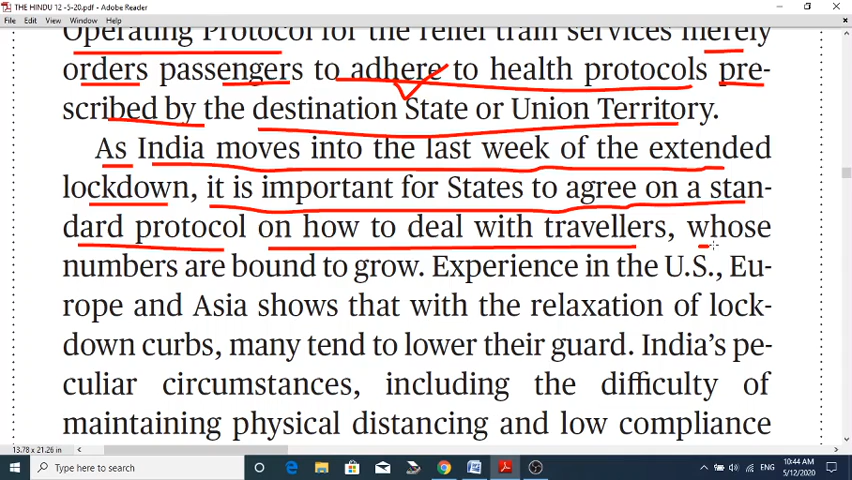 THE HINDU 12 -5-20.pdf - Adobe Reader
File Edit View Window Help
Operating Protocol for the relief train services merely
orders passengers to adhere to health protocols pre-
scribed by the destination State or Union Territory.
As India moves into the last week of the extended
lockdown, it is important for States to agree on a stan-
dard protocol on how to deal with travellers, whose
numbers are bound to grow. Experience in the U.S., Eu-
rope and Asia shows that with the relaxation of lock-
down curbs, many tend to lower their guard. India's pe-
culiar circumstances, including the difficulty of
maintaining physical distancing and low compliance
13.78 x 21.26 in
Type here to search
ENG
10:44 AM
5/12/2020